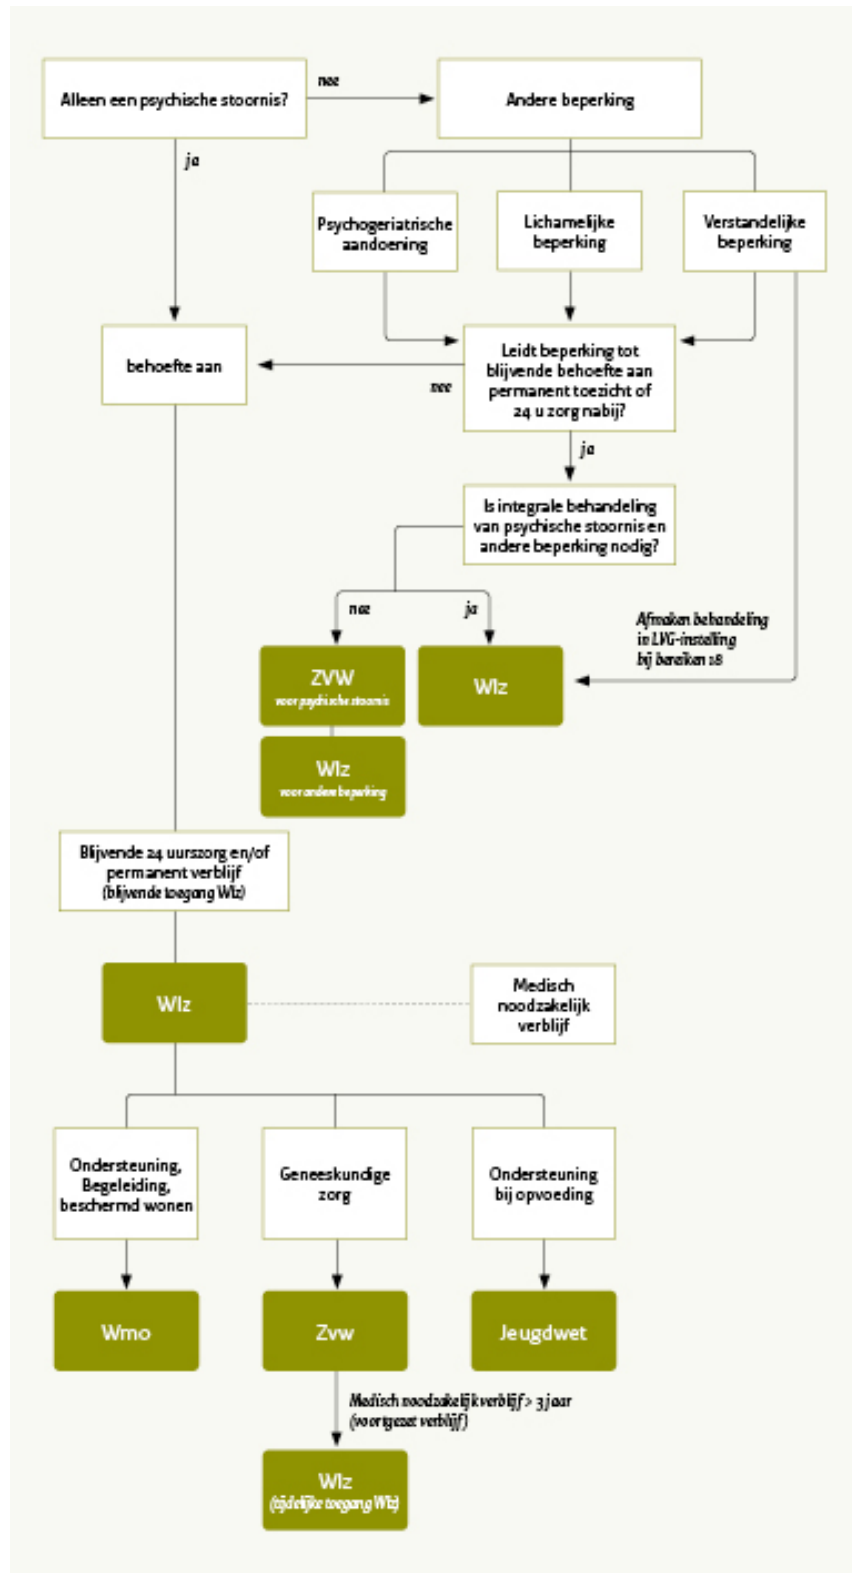 Alleen een psychische stoornis?
nee
Andere beperking
ja
Psychogeriatrische
aandoening
Lichamelijke
beperking
Verstandelijke
beperking
behoefte aan
nee
Leidt beperking tot
blijvende behoefte aan
permanent toezicht of
24 u zorg nabij?
ja
Is integrale behandeling
van psychische stoornis en
andere beperking nodig?
nee
ja
Afmaken behandeling
in LVG-instelling
bij bereiken 18
ZVW
voor psychische stoornis
Wlz
Wlz
voor andere beperking
Blijvende 24 uurszorg en/of
permanent verblijf
(blijvende toegang Wlz)
Wlz
Medisch
noodzakelijk
verblijf
Ondersteuning,
Begeleiding,
beschermd wonen
Geneeskundige
zorg
Ondersteuning
bij opvoeding
Wmo
Zvw
Jeugdwet
Medisch noodzakelijk verblijf > 3 jaar
(voortgezet verblijf)
Wlz
(tijdelijke toegang Wlz)